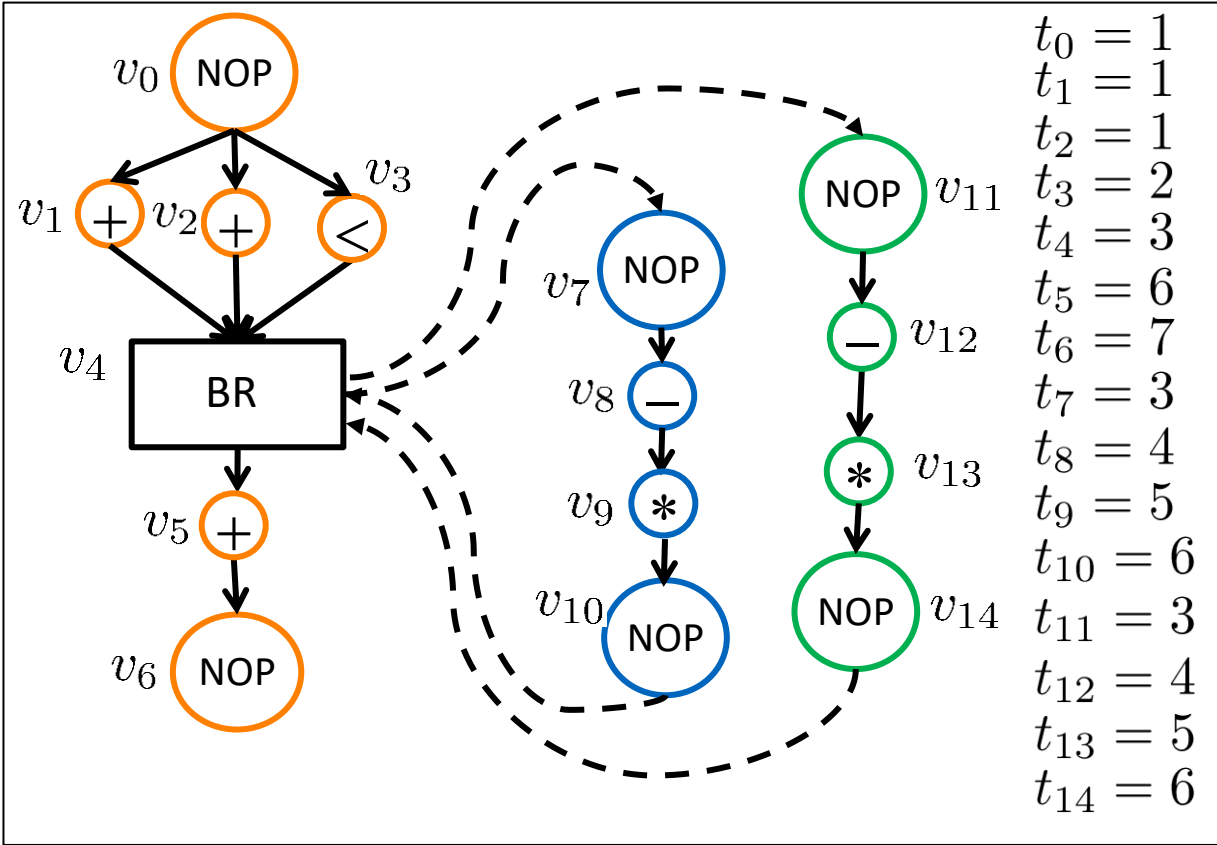 v₀
NOP
v₁
+
v₂
+
v₃
<
v₄
BR
v₅
+
v₆
NOP
v₇
NOP
v₈
−
v₉
*
v₁₀
NOP
NOP
v₁₁
−
v₁₂
*
v₁₃
NOP
v₁₄
t₀ = 1
t₁ = 1
t₂ = 1
t₃ = 2
t₄ = 3
t₅ = 6
t₆ = 7
t₇ = 3
t₈ = 4
t₉ = 5
t₁₀ = 6
t₁₁ = 3
t₁₂ = 4
t₁₃ = 5
t₁₄ = 6